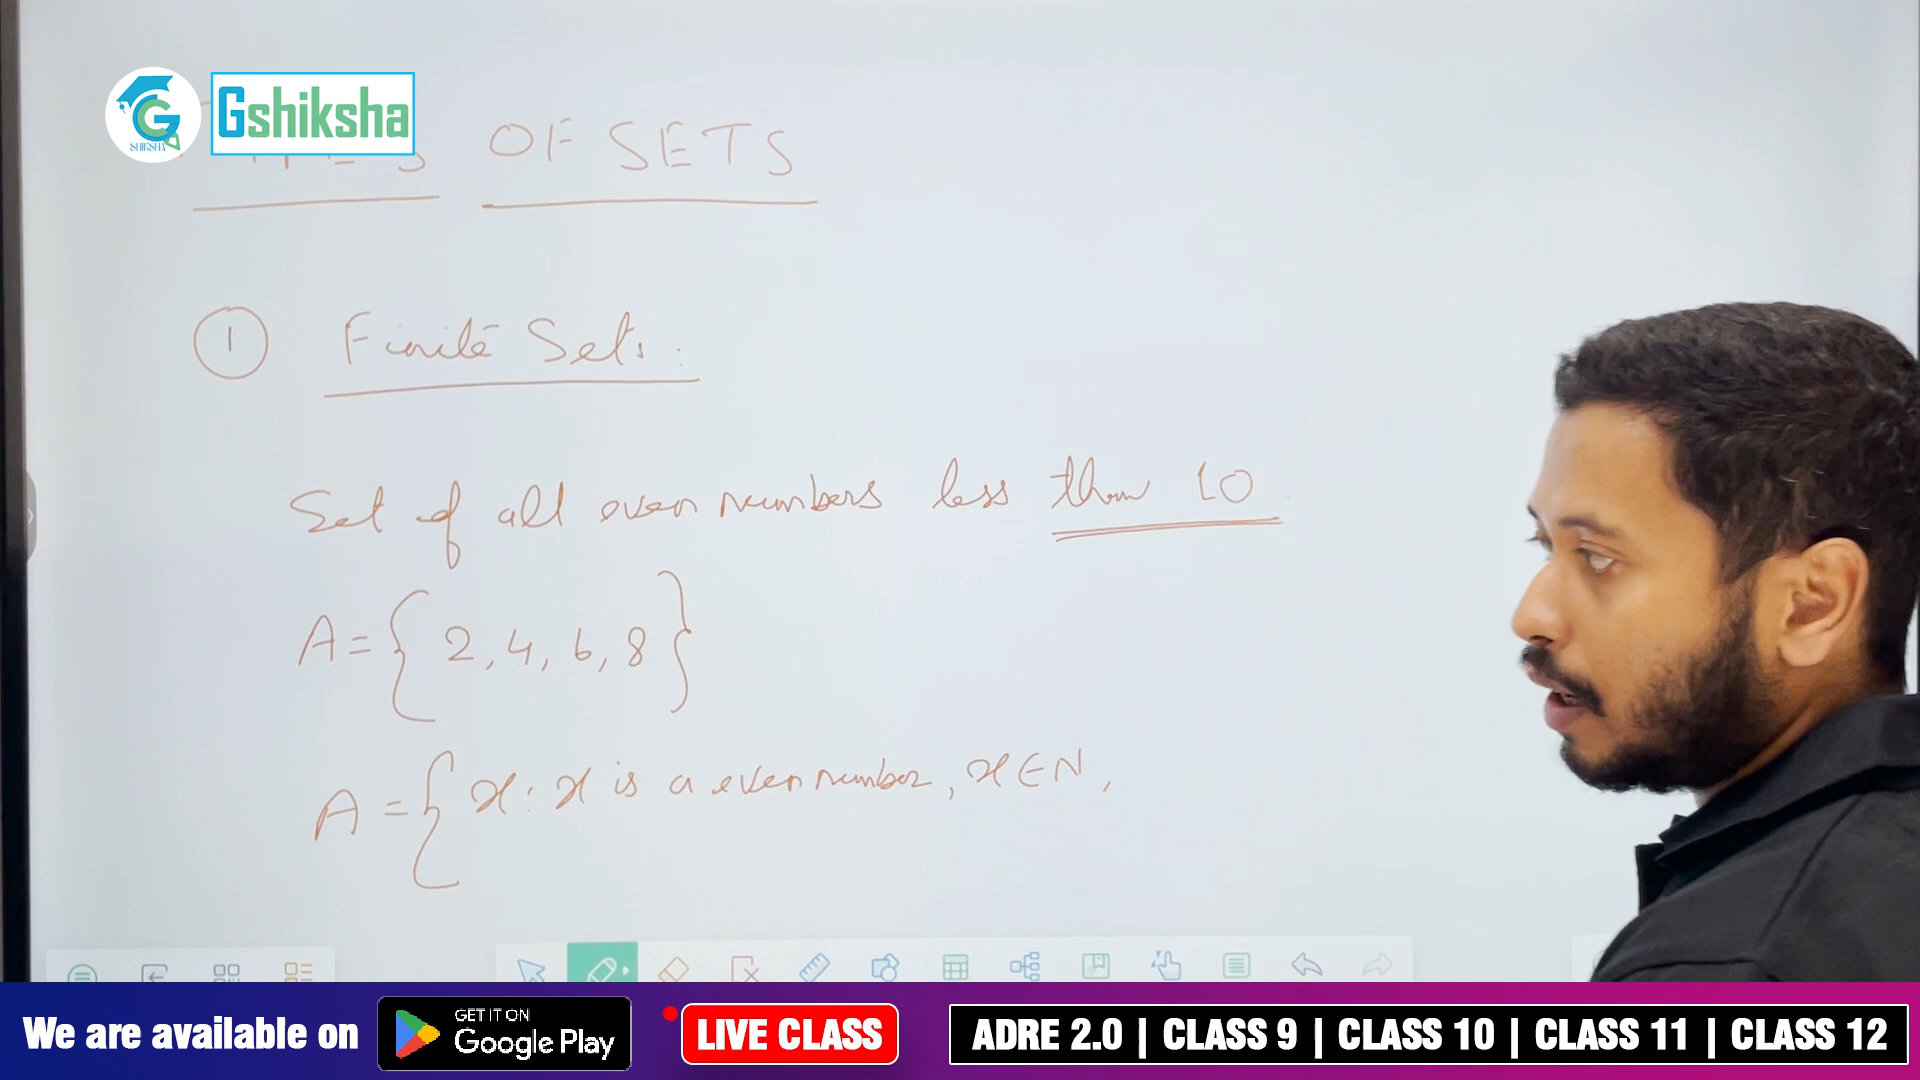 SHIKSHA
Gshiksha
OF SETS
1 Finite Sets:
Set of all even numbers less than 10
A = { 2, 4, 6, 8 }
A = { x : x is a even number, x ∈ N,
We are available on
GET IT ON
Google Play
LIVE CLASS
ADRE 2.0 | CLASS 9 | CLASS 10 | CLASS 11 | CLASS 12